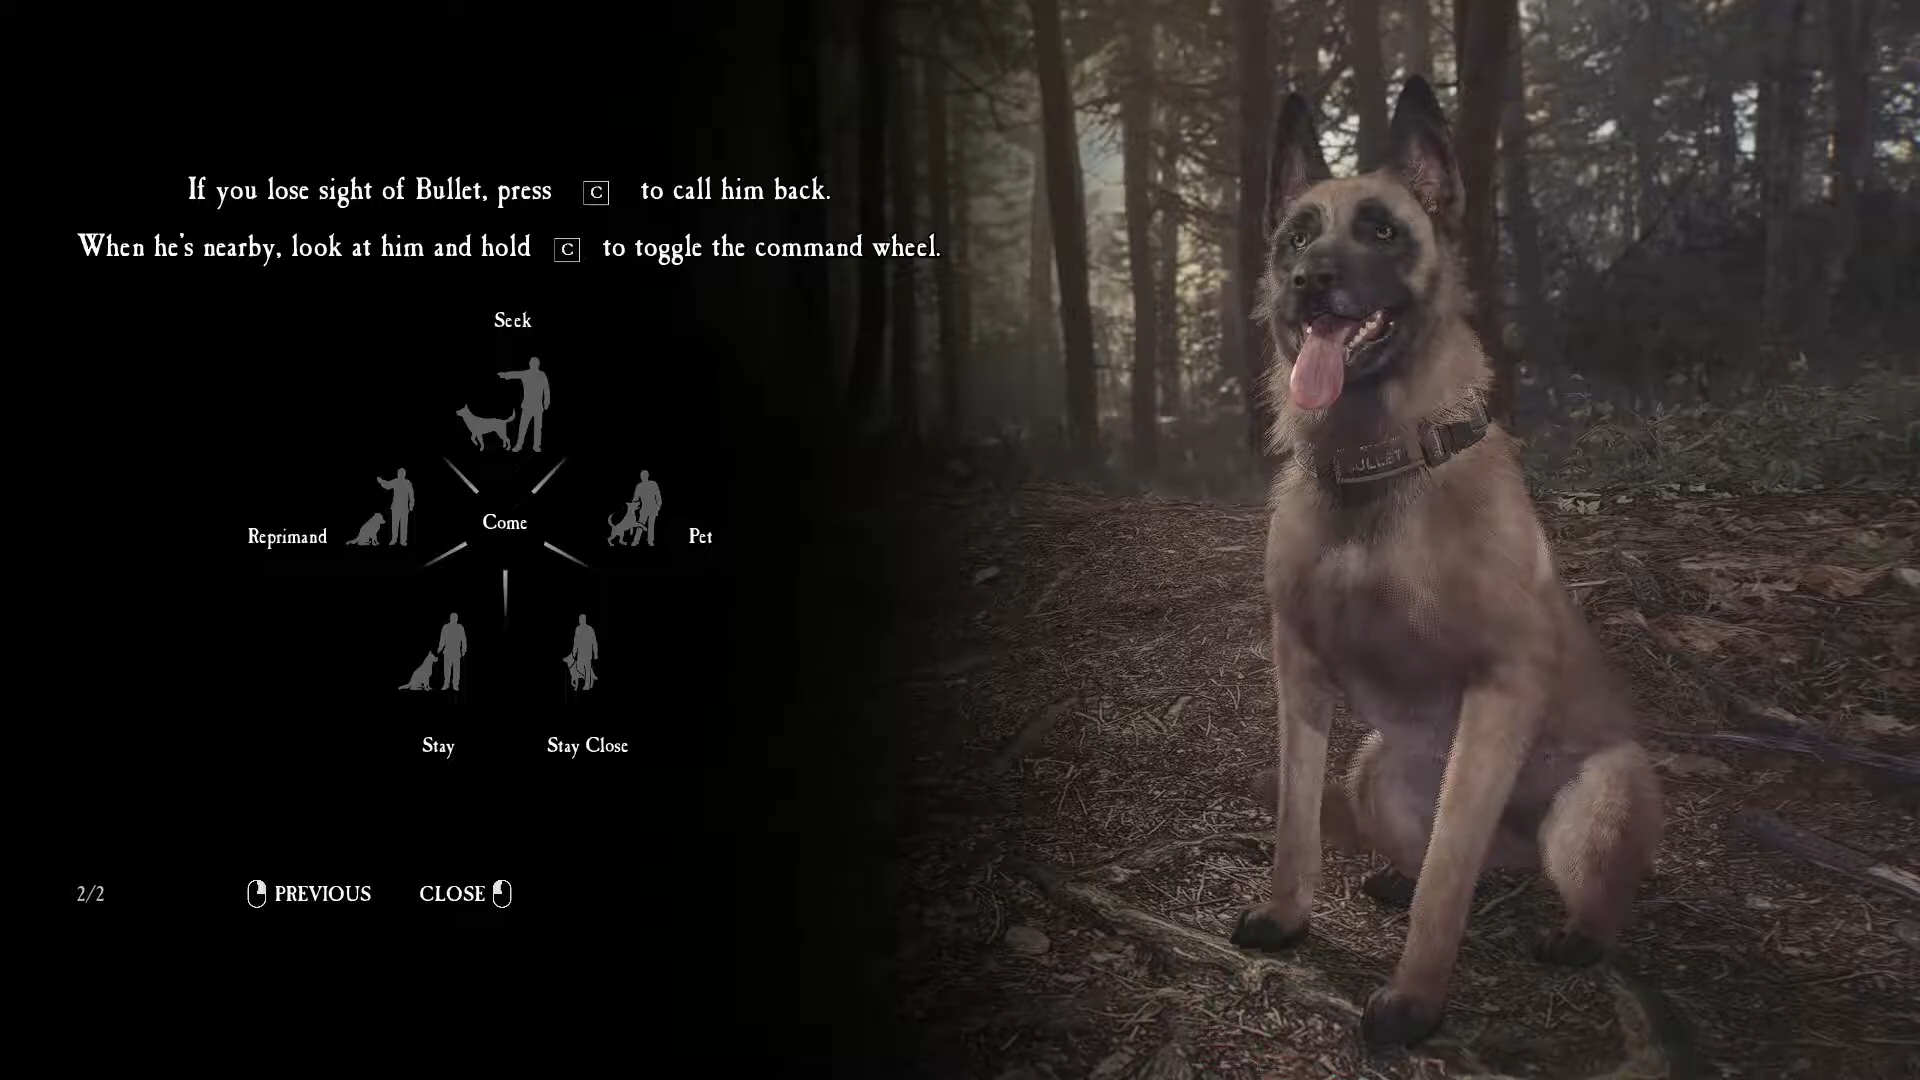 If you lose sight of Bullet, press C to call him back.
When he's nearby, look at him and hold C to toggle the command wheel.
Seek
Come
Reprimand
Pet
Stay
Stay Close
2/2
PREVIOUS
CLOSE
BULLET